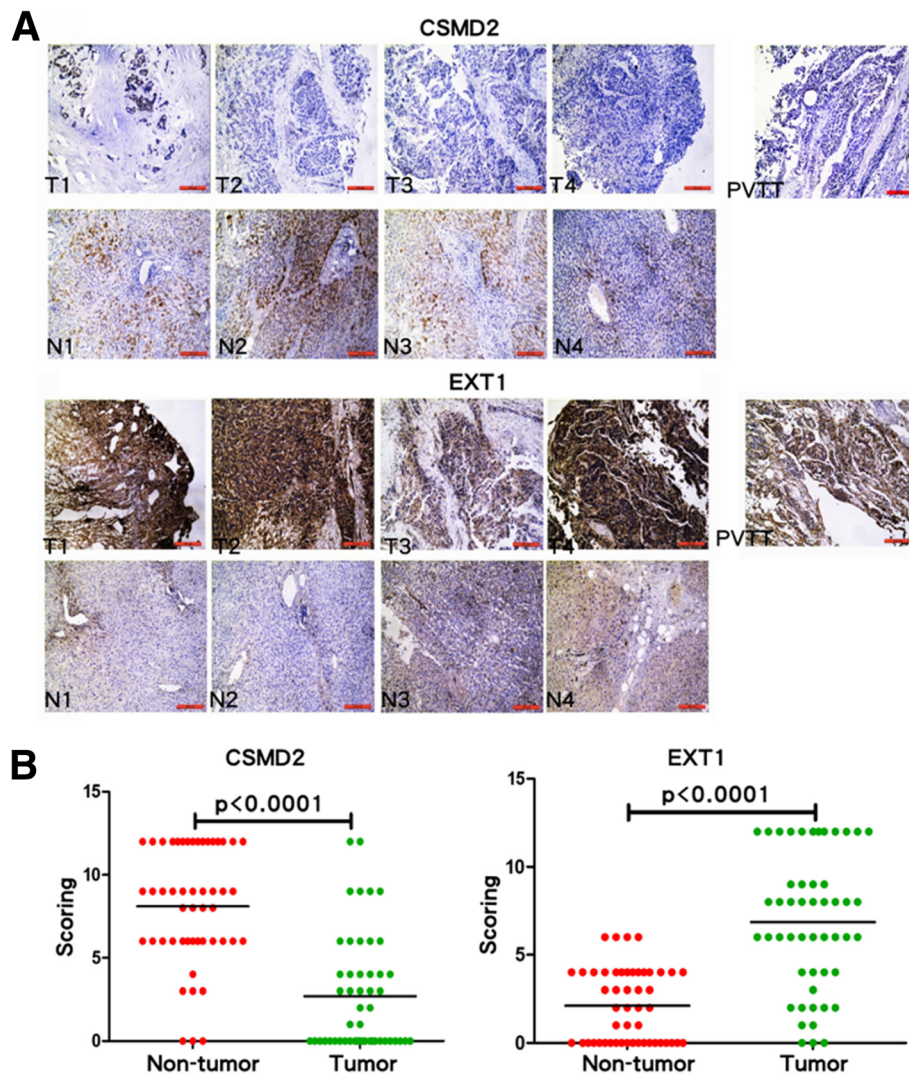 A
CSMD2
T1 T2 T3 T4 PVTT
N1 N2 N3 N4
EXT1
T1 T2 T3 T4 PVTT
N1 N2 N3 N4
B
CSMD2
p<0.0001
Scoring
15
10
5
0
Non-tumor Tumor
EXT1
p<0.0001
Scoring
15
10
5
0
Non-tumor Tumor